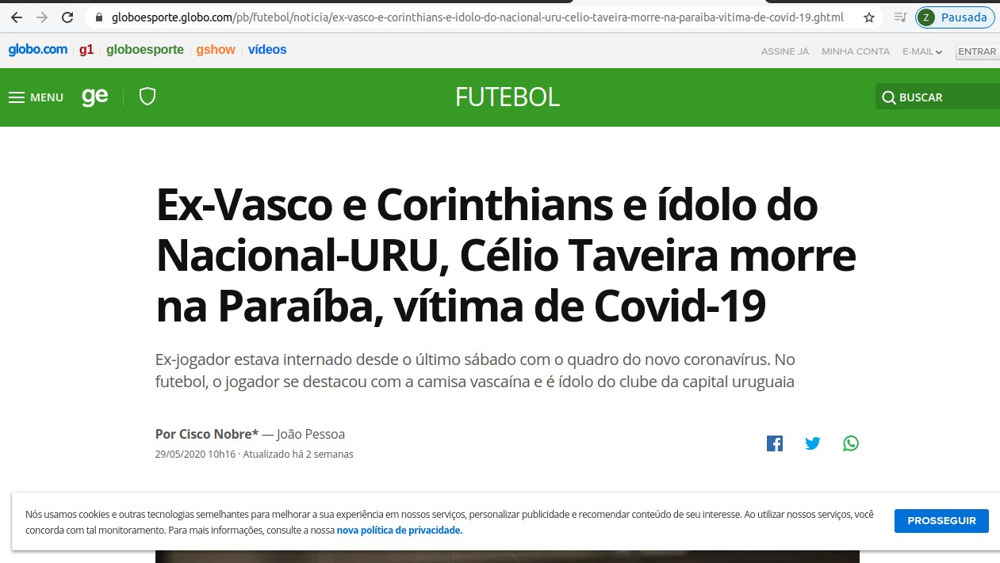 globoesporte.globo.com/pb/futebol/noticia/ex-vasco-e-corinthians-e-idolo-do-nacional-uru-celio-taveira-morre-na-paraiba-vitima-de-covid-19.ghtml
Z Pausada
globo.com g1 globoesporte gshow vídeos ASSINE JÁ MINHA CONTA E-MAIL ENTRAR
MENU ge FUTEBOL BUSCAR
Ex-Vasco e Corinthians e ídolo do
Nacional-URU, Célio Taveira morre
na Paraíba, vítima de Covid-19
Ex-jogador estava internado desde o último sábado com o quadro do novo coronavírus. No
futebol, o jogador se destacou com a camisa vascaína e é ídolo do clube da capital uruguaia
Por Cisco Nobre* — João Pessoa
29/05/2020 10h16 · Atualizado há 2 semanas
Nós usamos cookies e outras tecnologias semelhantes para melhorar a sua experiência em nossos serviços, personalizar publicidade e recomendar conteúdo de seu interesse. Ao utilizar nossos serviços, você
concorda com tal monitoramento. Para mais informações, consulte a nossa nova política de privacidade.
PROSSEGUIR